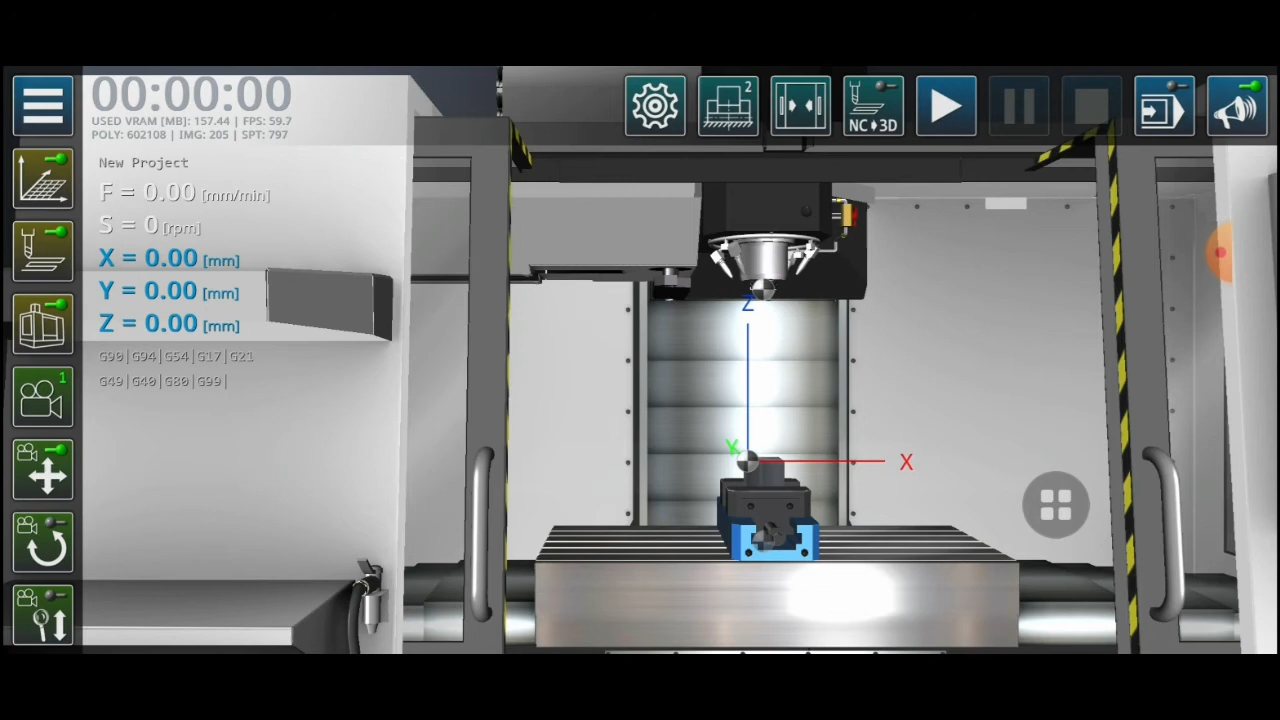 00:00:00
USED VRAM [MB]: 157.44 | FPS: 59.7
POLY: 602108 | IMG: 205 | SPT: 797
New Project
F = 0.00 [mm/min]
S = 0 [rpm]
X = 0.00 [mm]
Y = 0.00 [mm]
Z = 0.00 [mm]
G90|G94|G54|G17|G21
G49|G40|G80|G99|
1
2
NC 3D
Z
Y
X